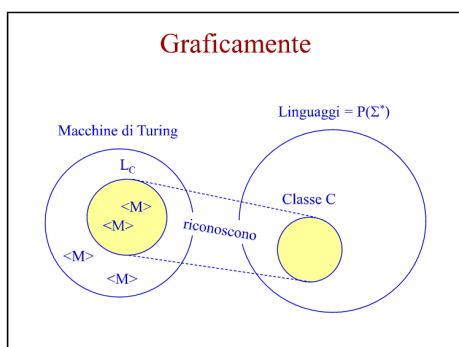 Graficamente
Linguaggi = P(Σ*)
Macchine di Turing
L_C
Classe C
<M>
<M>
riconoscono
<M>
<M>